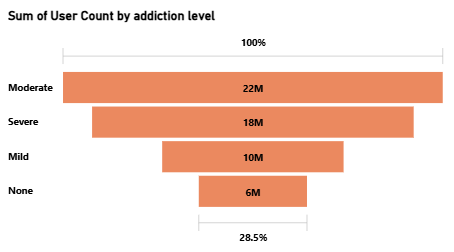 Sum of User Count by addiction level
100%
Moderate 22M
Severe 18M
Mild 10M
None 6M
28.5%